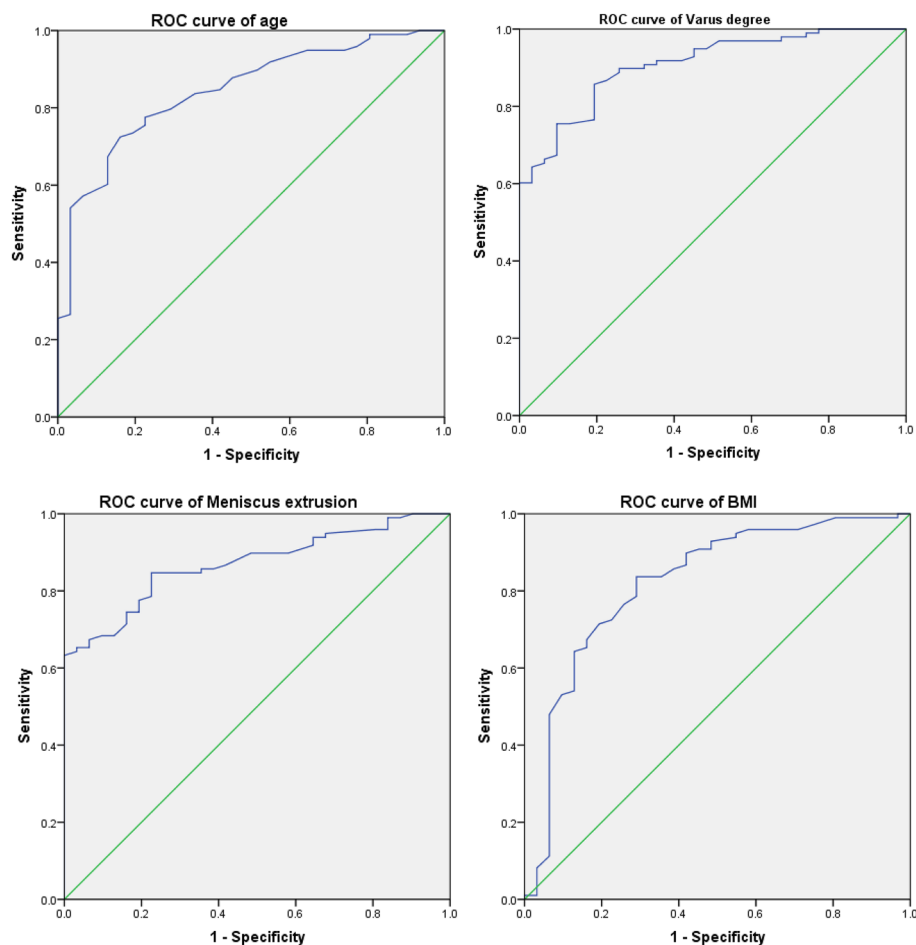 ROC curve of age
1.0
0.8
0.6
0.4
0.2
0.0
Sensitivity
0.0 0.2 0.4 0.6 0.8 1.0
1 - Specificity
ROC curve of Varus degree
1.0
0.8
0.6
0.4
0.2
0.0
Sensitivity
0.0 0.2 0.4 0.6 0.8 1.0
1 - Specificity
ROC curve of Meniscus extrusion
1.0
0.8
0.6
0.4
0.2
0.0
Sensitivity
0.0 0.2 0.4 0.6 0.8 1.0
1 - Specificity
ROC curve of BMI
1.0
0.8
0.6
0.4
0.2
0.0
Sensitivity
0.0 0.2 0.4 0.6 0.8 1.0
1 - Specificity